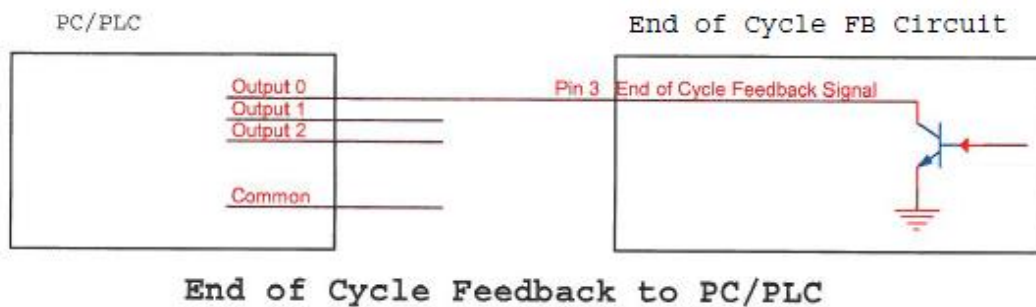 PC/PLC
End of Cycle FB Circuit
Output 0
Pin 3 End of Cycle Feedback Signal
Output 1
Output 2
Common
End of Cycle Feedback to PC/PLC